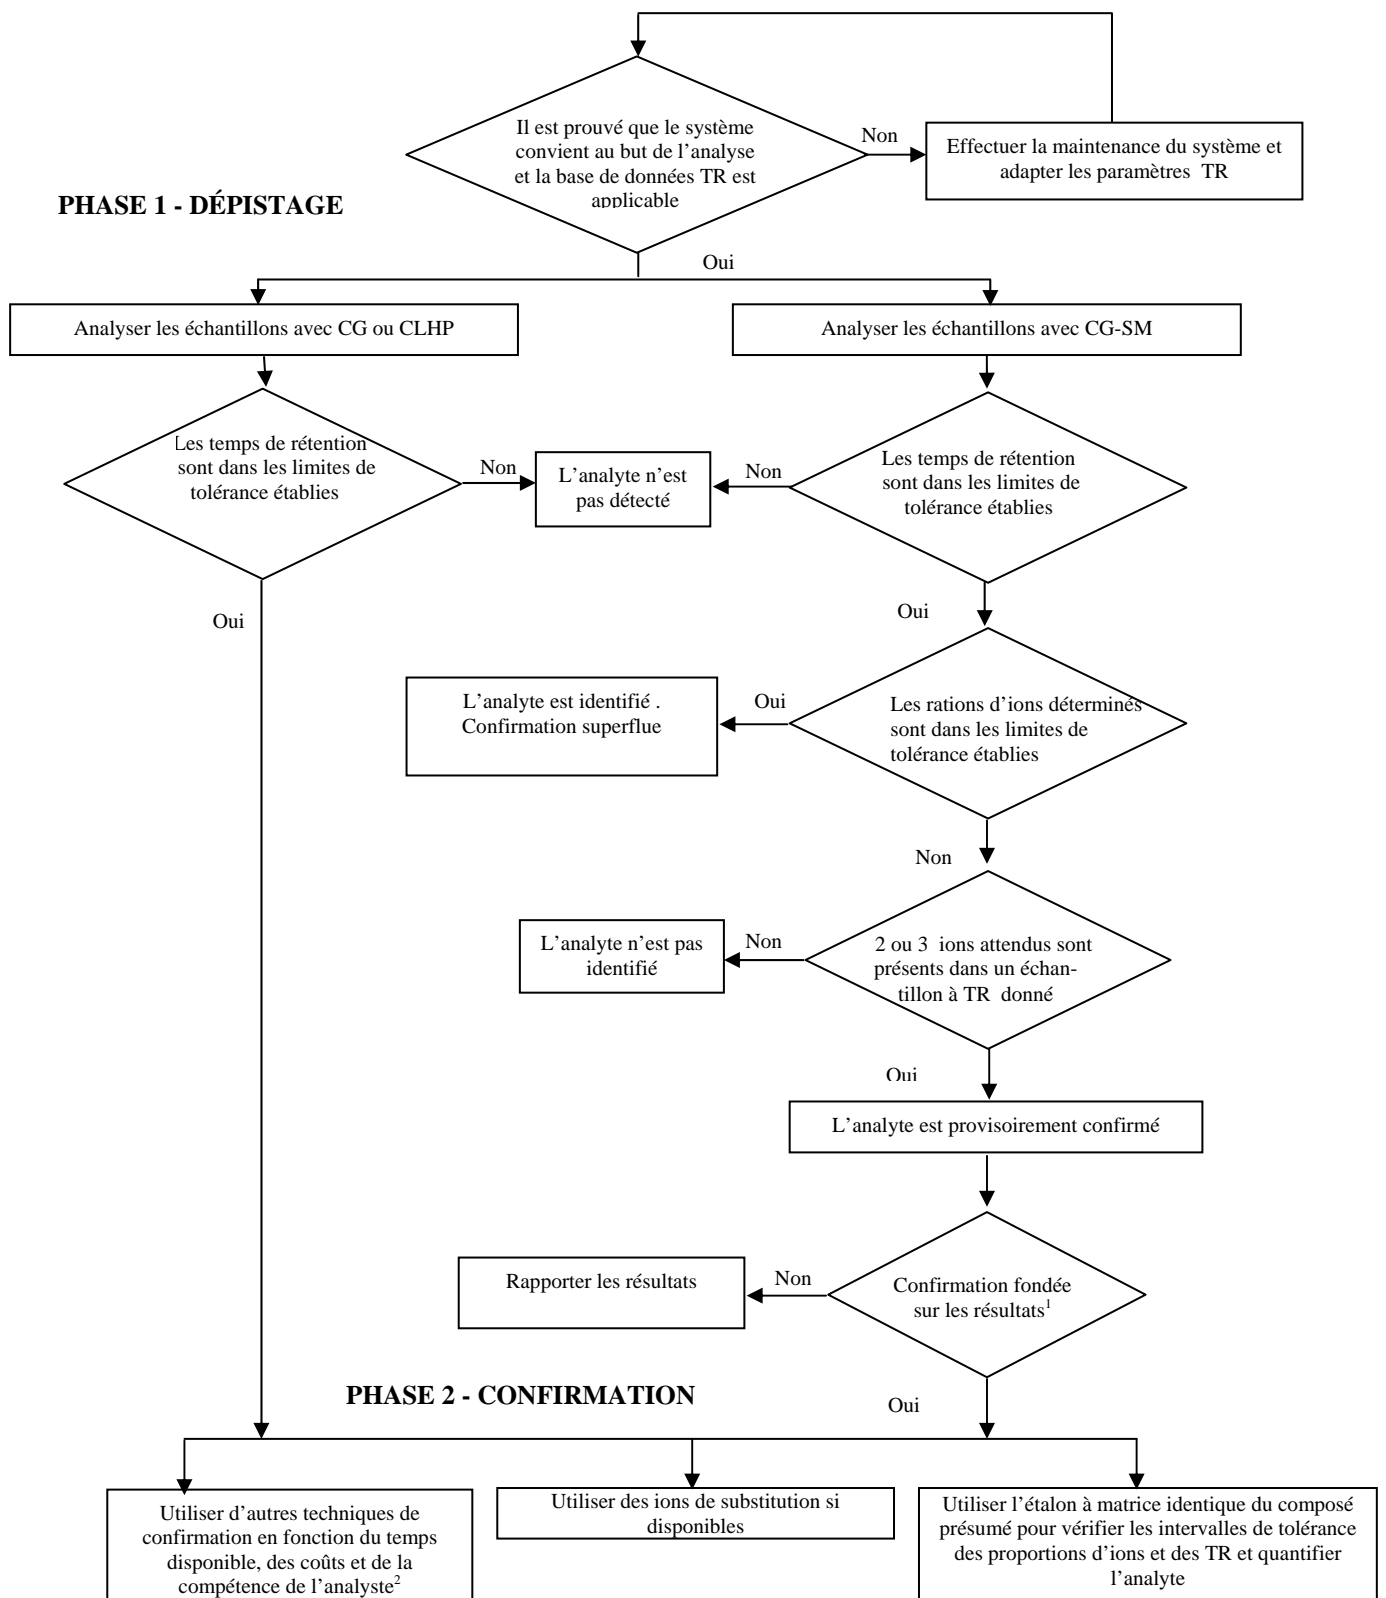 Il est prouvé que le système
convient au but de l'analyse
et la base de données TR est
applicable
Non
Effectuer la maintenance du système et
adapter les paramètres TR
PHASE 1 - DÉPISTAGE
Oui
Analyser les échantillons avec CG ou CLHP
Analyser les échantillons avec CG-SM
Les temps de rétention
sont dans les limites de
tolérance établies
Non
L'analyte n'est
pas détecté
Non
Les temps de rétention
sont dans les limites de
tolérance établies
Oui
Oui
L'analyte est identifié .
Confirmation superflue
Oui
Les rations d'ions déterminés
sont dans les limites de
tolérance établies
Non
L'analyte n'est pas
identifié
Non
2 ou 3 ions attendus sont
présents dans un échan-
tillon à TR donné
Oui
L'analyte est provisoirement confirmé
Rapporter les résultats
Non
Confirmation fondée
sur les résultats¹
PHASE 2 - CONFIRMATION
Oui
Utiliser d'autres techniques de
confirmation en fonction du temps
disponible, des coûts et de la
compétence de l'analyste²
Utiliser des ions de substitution si
disponibles
Utiliser l'étalon à matrice identique du composé
présumé pour vérifier les intervalles de tolérance
des proportions d'ions et des TR et quantifier
l'analyte